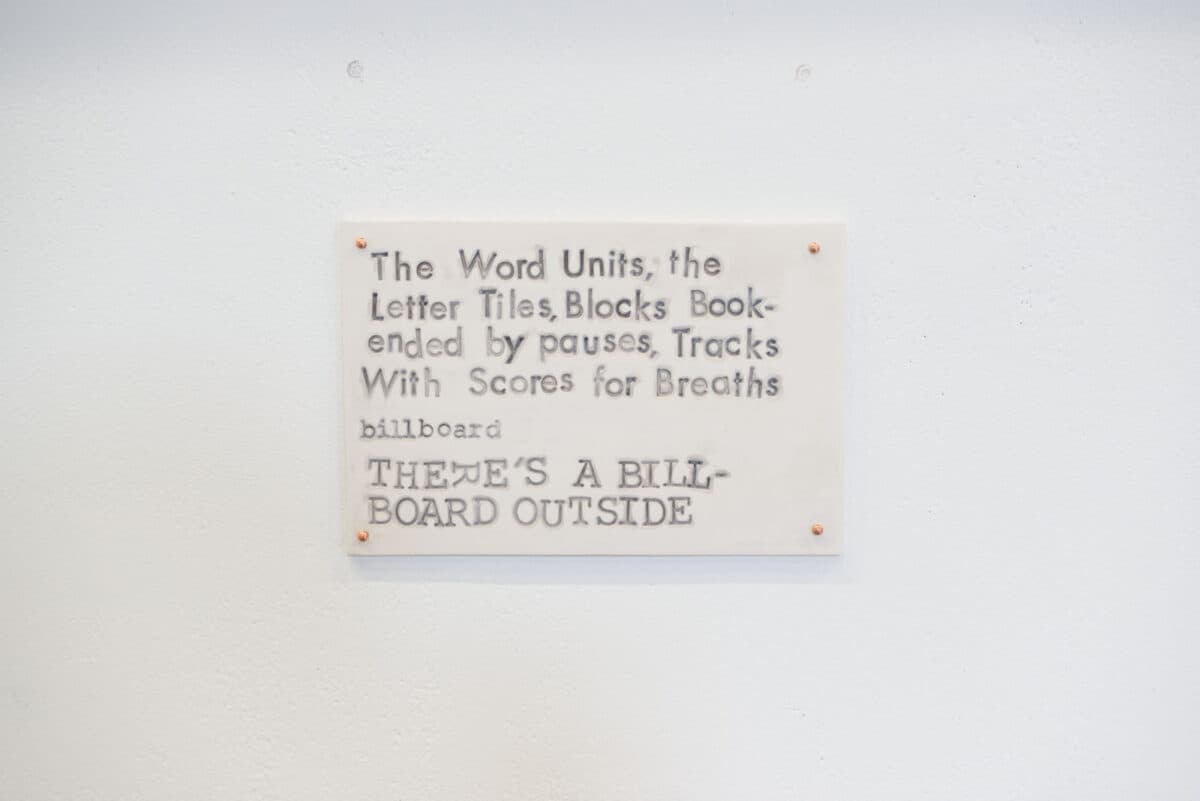 The Word Units, the
Letter Tiles, Blocks Book-
ended by pauses, Tracks
With Scores for Breaths
billboard
THERE'S A BILL-
BOARD OUTSIDE